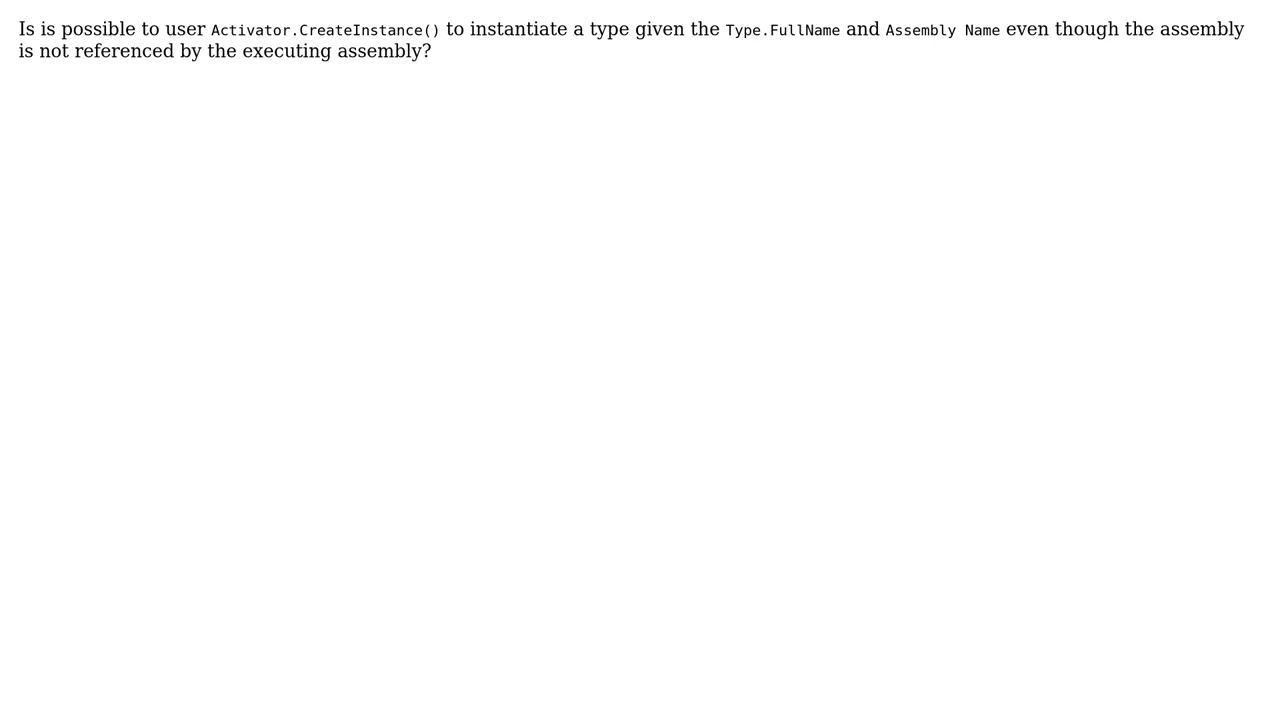 Is is possible to user Activator.CreateInstance() to instantiate a type given the Type.FullName and Assembly Name even though the assembly
is not referenced by the executing assembly?